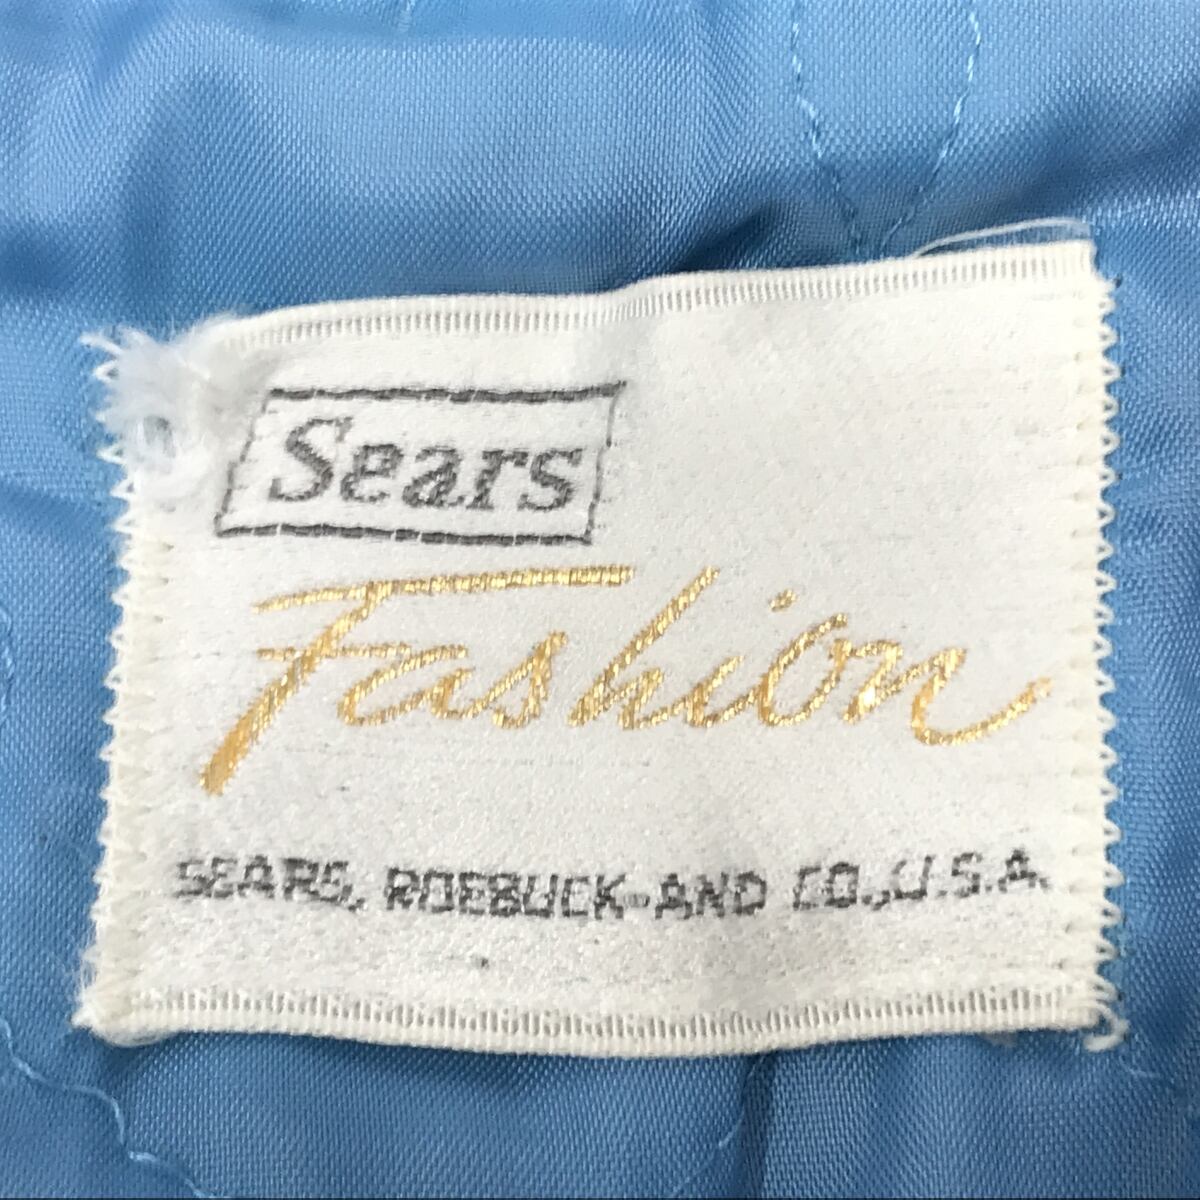 Sears
Fashion
SEARS, ROEBUCK-AND CO.,U.S.A.